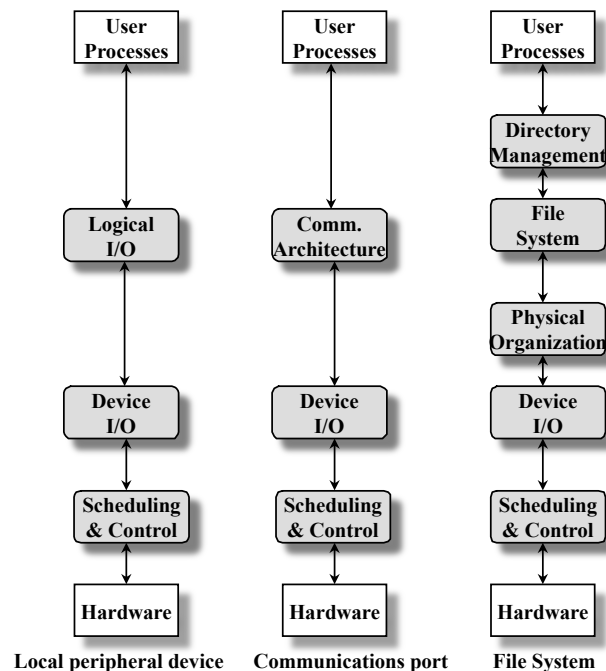 User
Processes
Logical
I/O
Device
I/O
Scheduling
& Control
Hardware
Local peripheral device
User
Processes
Comm.
Architecture
Device
I/O
Scheduling
& Control
Hardware
Communications port
User
Processes
Directory
Management
File
System
Physical
Organization
Device
I/O
Scheduling
& Control
Hardware
File System